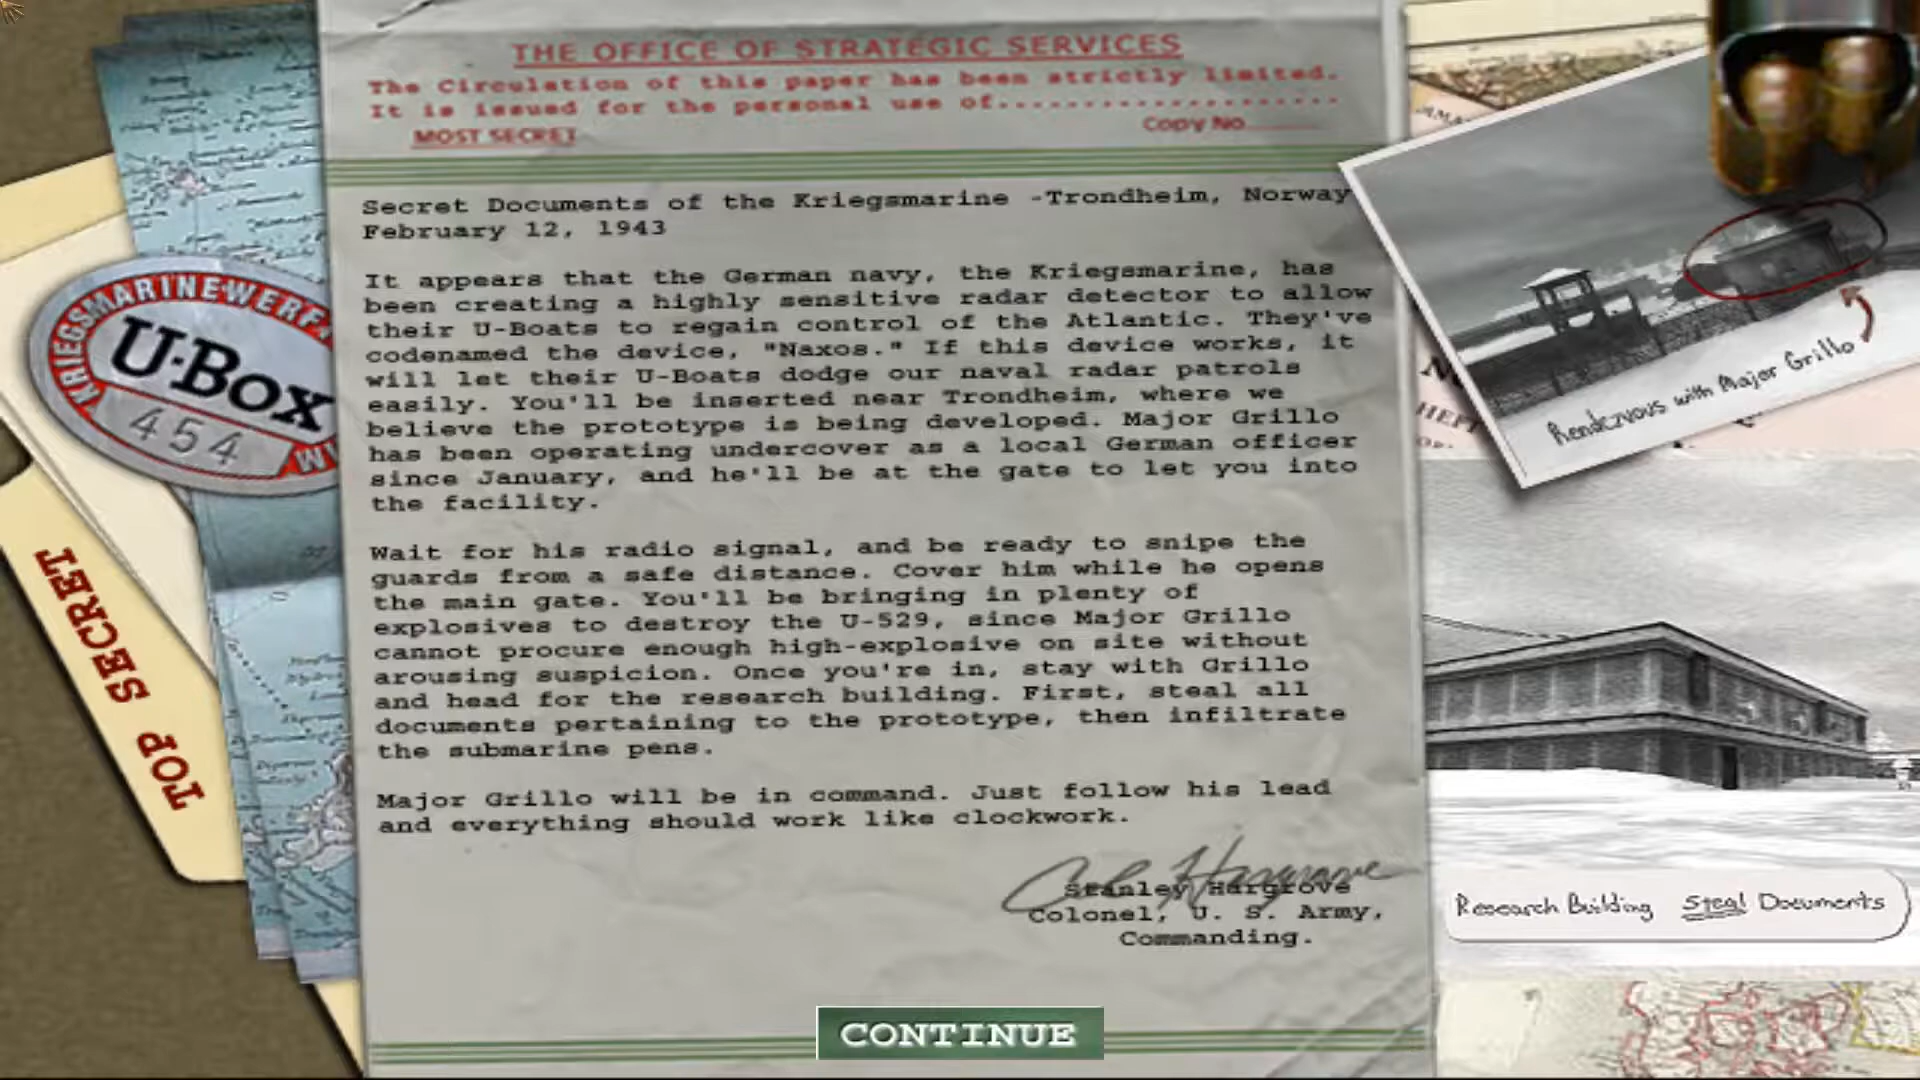 THE OFFICE OF STRATEGIC SERVICES
The Circulation of this paper has been strictly limited.
It is issued for the personal use of....................
MOST SECRET
Copy No.
Secret Documents of the Kriegsmarine -Trondheim, Norway
February 12, 1943
It appears that the German navy, the Kriegsmarine, has
been creating a highly sensitive radar detector to allow
their U-Boats to regain control of the Atlantic. They've
codenamed the device, "Naxos." If this device works, it
will let their U-Boats dodge our naval radar patrols
easily. You'll be inserted near Trondheim, where we
believe the prototype is being developed. Major Grillo
has been operating undercover as a local German officer
since January, and he'll be at the gate to let you into
the facility.
Wait for his radio signal, and be ready to snipe the
guards from a safe distance. Cover him while he opens
the main gate. You'll be bringing in plenty of
explosives to destroy the U-529, since Major Grillo
cannot procure enough high-explosive on site without
arousing suspicion. Once you're in, stay with Grillo
and head for the research building. First, steal all
documents pertaining to the prototype, then infiltrate
the submarine pens.
Major Grillo will be in command. Just follow his lead
and everything should work like clockwork.
Stanley Hargrove
Colonel, U. S. Army,
Commanding.
CONTINUE
KRIEGSMARINEWERF
U-BOX
454
TOP SECRET
Rendezvous with Major Grillo
Research Building Steal Documents